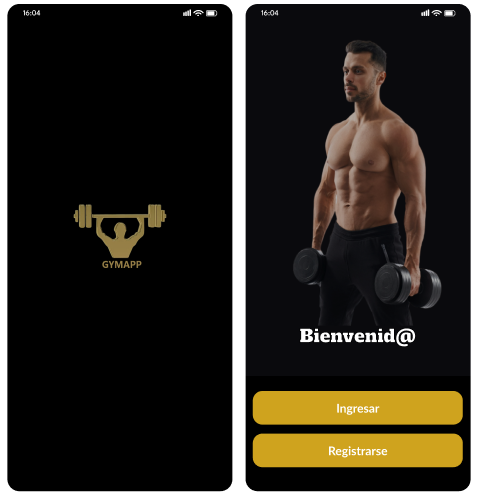 16:04
GYMAPP
16:04
Bienvenid@
Ingresar
Registrarse